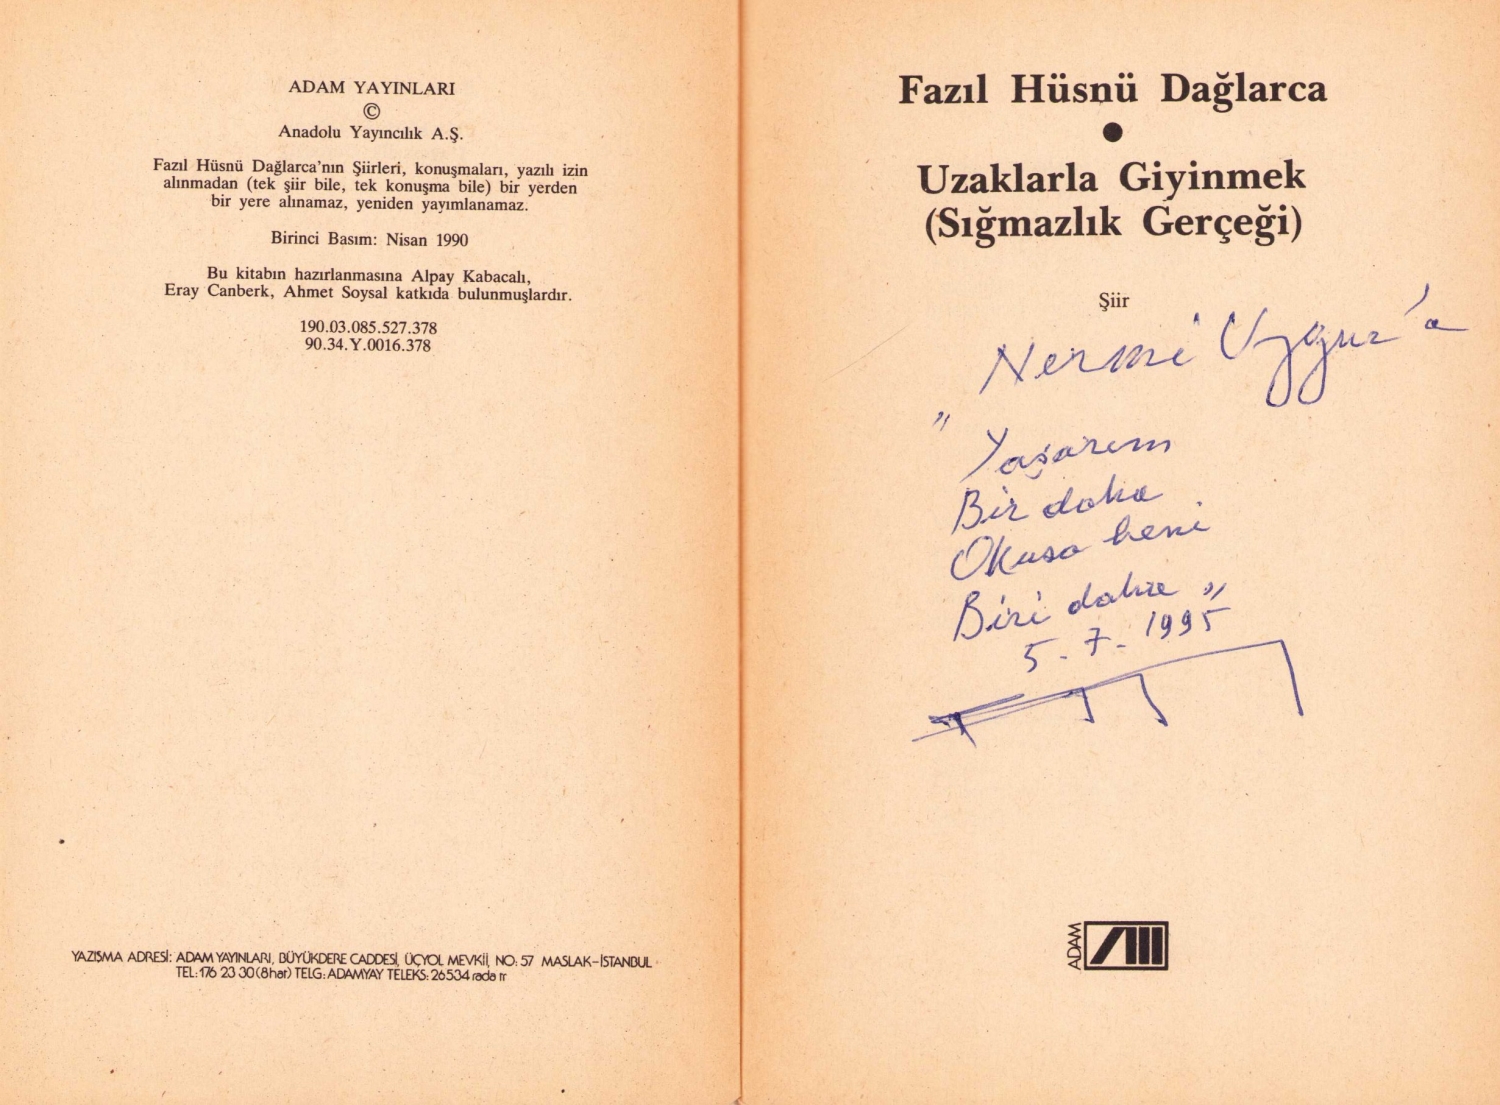 ADAM YAYINLARI
©
Anadolu Yayıncılık A.Ş.
Fazıl Hüsnü Dağlarca'nın Şiirleri, konuşmaları, yazılı izin
alınmadan (tek şiir bile, tek konuşma bile) bir yerden
bir yere alınamaz, yeniden yayımlanamaz.
Birinci Basım: Nisan 1990
Bu kitabın hazırlanmasına Alpay Kabacalı,
Eray Canberk, Ahmet Soysal katkıda bulunmuşlardır.
190.03.085.527.378
90.34.Y.0016.378
YAZIŞMA ADRESİ: ADAM YAYINLARI, BÜYÜKDERE CADDESİ, ÜÇYOL MEVKİİ, NO: 57 MASLAK-İSTANBUL
TEL: 176 23 30 (8 hat) TELG: ADAMYAY TELEKS: 26534 rada tr
Fazıl Hüsnü Dağlarca
Uzaklarla Giyinmek
(Sığmazlık Gerçeği)
Şiir
Nermi Uygur'a
"Yaşarım
Bir daha
Okusa beni
Biri daha"
5.7.1995
ADAM